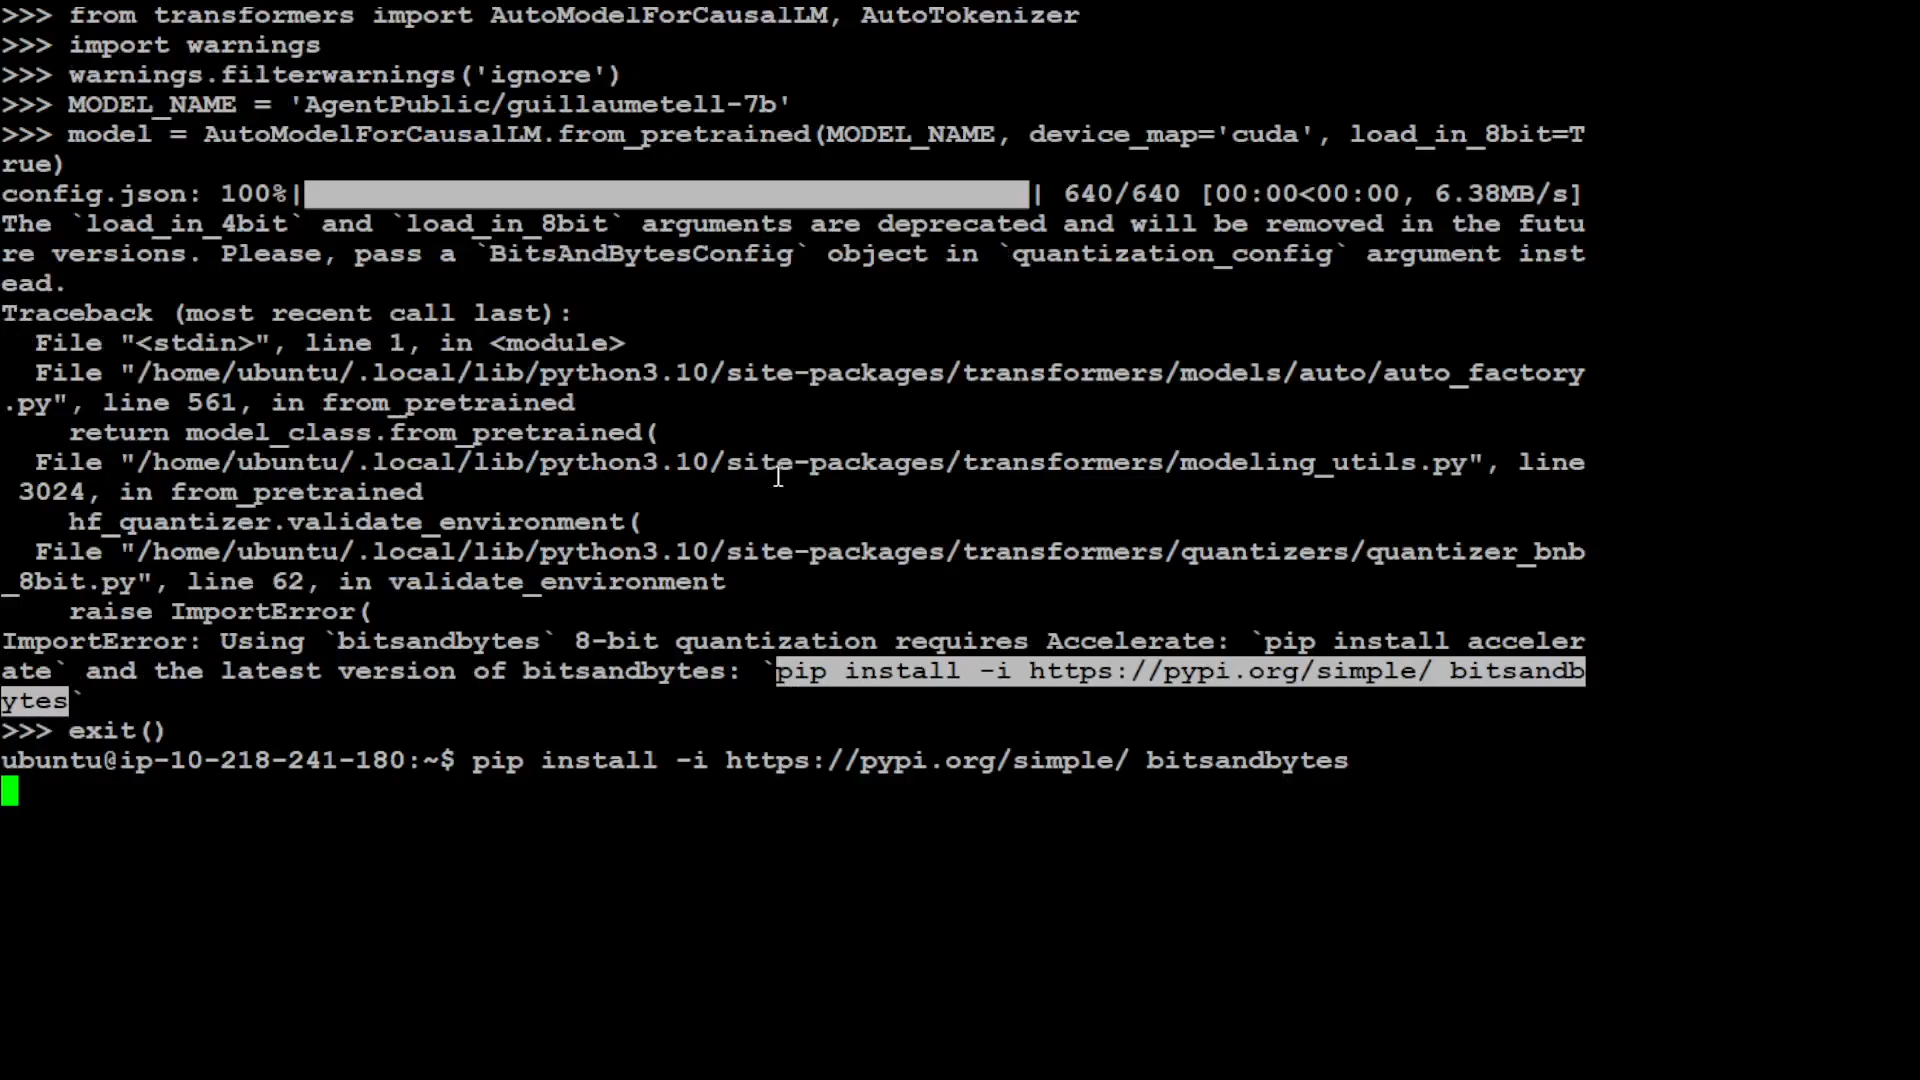 >>> from transformers import AutoModelForCausalLM, AutoTokenizer
>>> import warnings
>>> warnings.filterwarnings('ignore')
>>> MODEL_NAME = 'AgentPublic/guillaumetell-7b'
>>> model = AutoModelForCausalLM.from_pretrained(MODEL_NAME, device_map='cuda', load_in_8bit=T
rue)
config.json: 100%|| 640/640 [00:00<00:00, 6.38MB/s]
The `load_in_4bit` and `load_in_8bit` arguments are deprecated and will be removed in the futu
re versions. Please, pass a `BitsAndBytesConfig` object in `quantization_config` argument inst
ead.
Traceback (most recent call last):
  File "<stdin>", line 1, in <module>
  File "/home/ubuntu/.local/lib/python3.10/site-packages/transformers/models/auto/auto_factory
.py", line 561, in from_pretrained
    return model_class.from_pretrained(
  File "/home/ubuntu/.local/lib/python3.10/site-packages/transformers/modeling_utils.py", line
 3024, in from_pretrained
    hf_quantizer.validate_environment(
  File "/home/ubuntu/.local/lib/python3.10/site-packages/transformers/quantizers/quantizer_bnb
_8bit.py", line 62, in validate_environment
    raise ImportError(
ImportError: Using `bitsandbytes` 8-bit quantization requires Accelerate: `pip install acceler
ate` and the latest version of bitsandbytes: `pip install -i https://pypi.org/simple/ bitsandb
ytes`
>>> exit()
ubuntu@ip-10-218-241-180:~$ pip install -i https://pypi.org/simple/ bitsandbytes